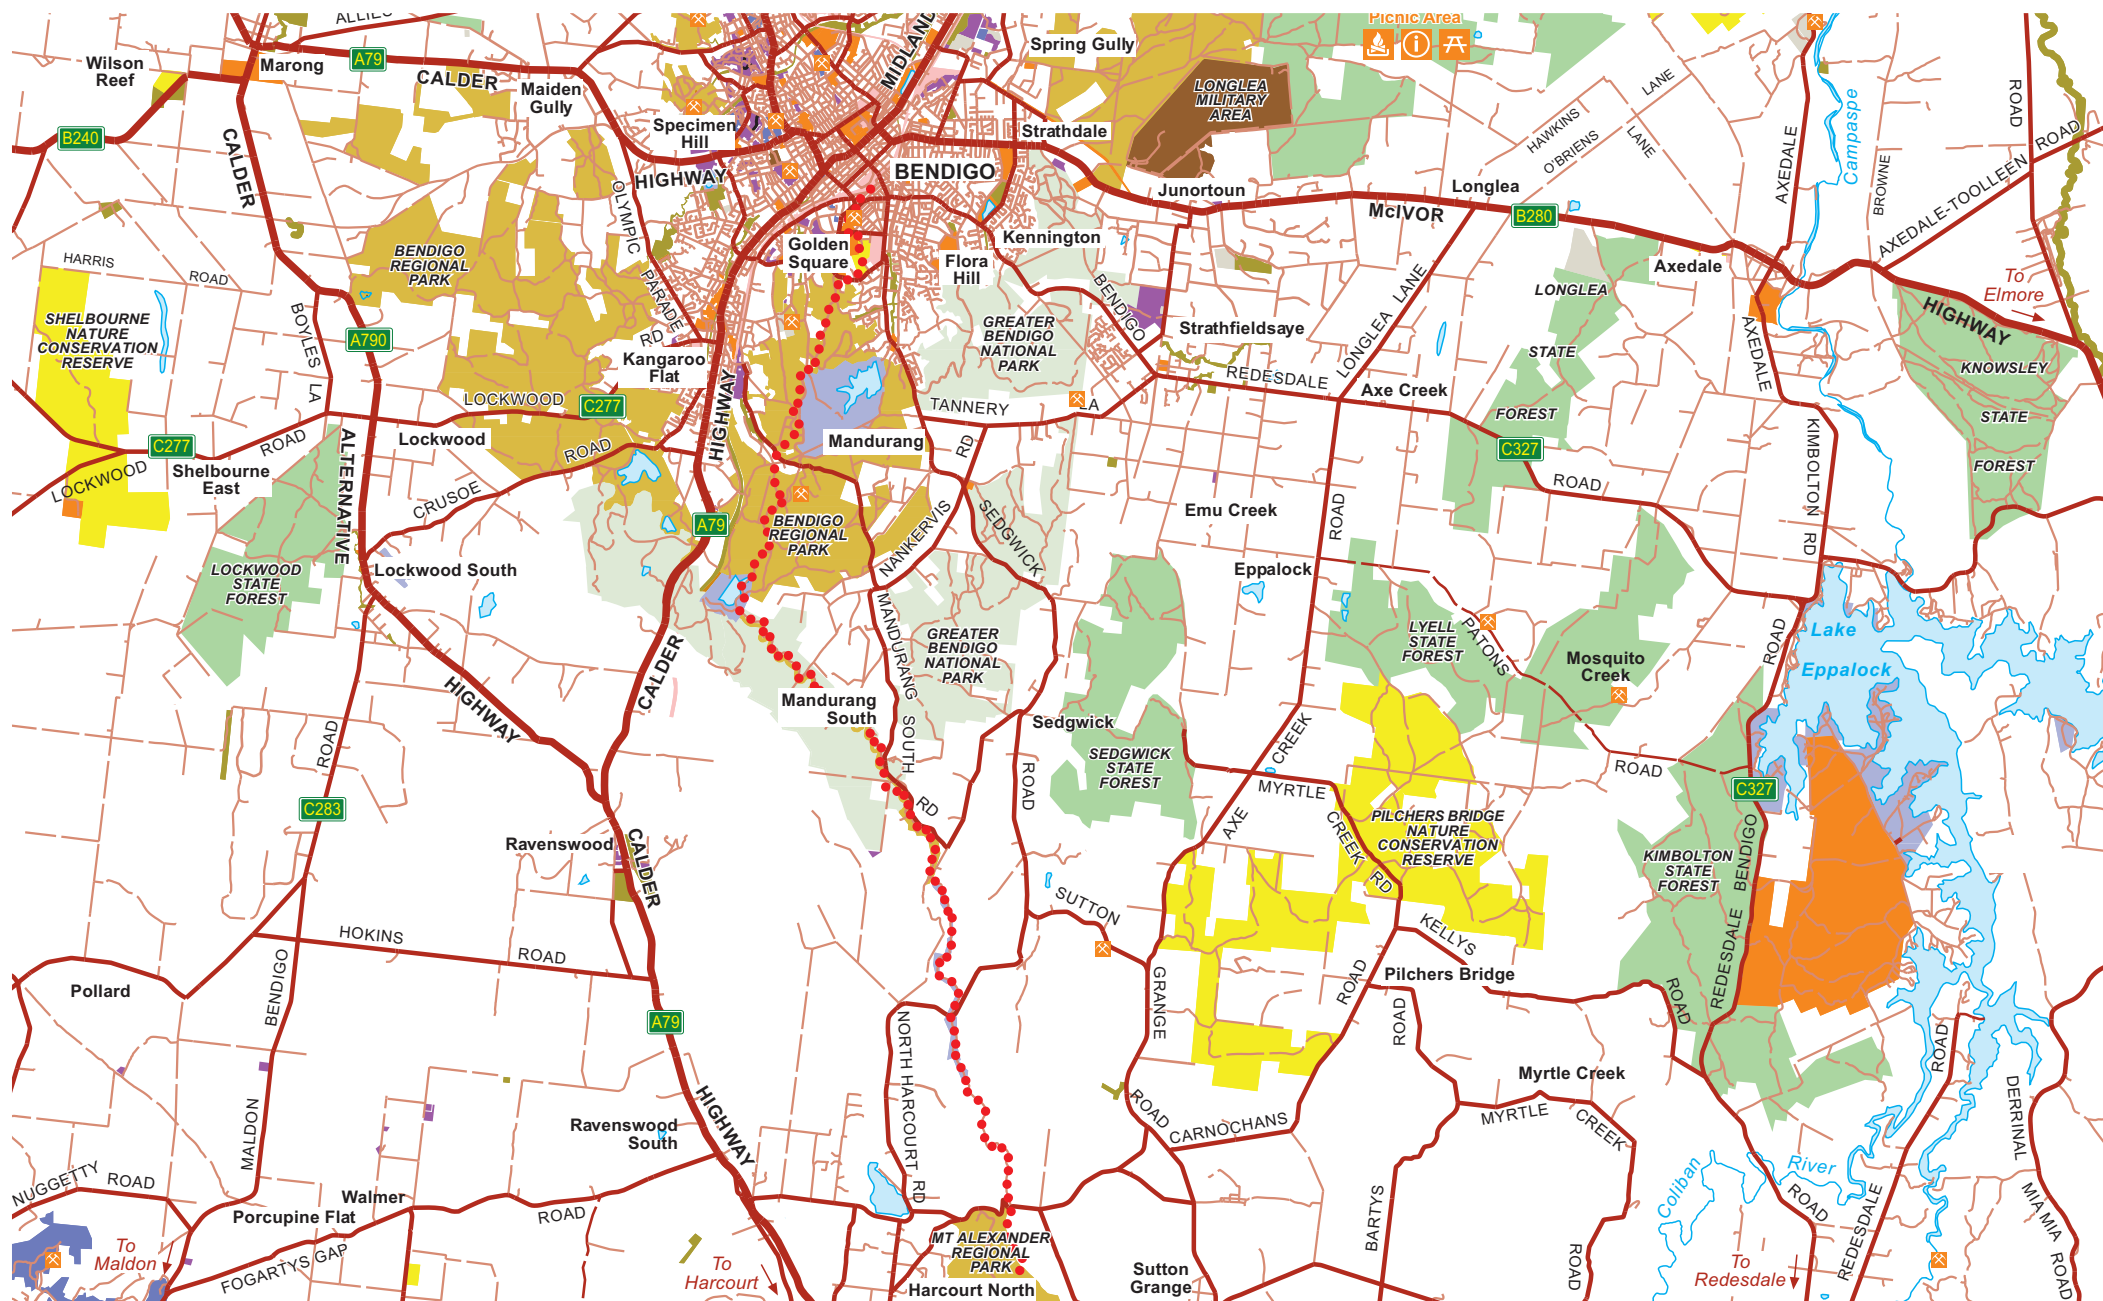 ALLIES
Picnic Area
MIDLAND
Spring Gully
Wilson
Reef
Marong
A79
CALDER
Maiden
Gully
LONGLEA
MILITARY
AREA
LANE
ROAD
HAWKINS
O'BRIENS
LANE
Campaspe
B240
Specimen
Hill
Strathdale
CALDER
HIGHWAY
BENDIGO
OLYMPIC
PARADE
Junortoun
Longlea
AXEDALE
BROWNE
ROAD
AXEDALE-TOOLLEEN
McIVOR
B280
HARRIS
ROAD
BENDIGO
REGIONAL
PARK
Golden
Square
Flora
Hill
Kennington
Axedale
To
Elmore
HIGHWAY
SHELBOURNE
NATURE
CONSERVATION
RESERVE
BOYLES
LA
A790
RD
Kangaroo
Flat
GREATER
BENDIGO
NATIONAL
PARK
BENDIGO
Strathfieldsaye
LONGLEA LANE
LONGLEA
STATE
FOREST
AXEDALE
KNOWSLEY
STATE
FOREST
REDESDALE
Axe Creek
LOCKWOOD
C277
HIGHWAY
TANNERY
LA
C277
ROAD
Lockwood
ROAD
Mandurang
RD
C327
KIMBOLTON
RD
LOCKWOOD
Shelbourne
East
ALTERNATIVE
CRUSOE
ROAD
A79
BENDIGO
REGIONAL
PARK
NANKERVIS
SEDGWICK
Emu Creek
ROAD
LOCKWOOD
STATE
FOREST
Lockwood South
Eppalock
MANDURANG
SOUTH
RD
GREATER
BENDIGO
NATIONAL
PARK
LYELL
STATE
FOREST
PATONS
Mosquito
Creek
ROAD
Lake
Eppalock
HIGHWAY
CALDER
Mandurang
South
Sedgwick
SEDGWICK
STATE
FOREST
CREEK
ROAD
ROAD
ROAD
C283
MYRTLE
CREEK
RD
AXE
C327
Ravenswood
CALDER
PILCHERS BRIDGE
NATURE
CONSERVATION
RESERVE
KIMBOLTON
STATE
FOREST
BENDIGO
REDESDALE
HOKINS
ROAD
SUTTON
KELLYS
Pollard
BENDIGO
GRANGE
ROAD
Pilchers Bridge
ROAD
A79
NORTH HARCOURT RD
ROAD
ROAD
MALDON
HIGHWAY
Ravenswood
South
ROAD
CARNOCHANS
Myrtle Creek
MYRTLE
CREEK
DERRINAL
NUGGETTY
ROAD
Walmer
Porcupine Flat
ROAD
River
Coliban
ROAD
REDESDALE
MIA MIA
ROAD
To
Maldon
FOGARTYS GAP
To
Harcourt
MT ALEXANDER
REGIONAL
PARK
Harcourt North
Sutton
Grange
BARTYS
ROAD
To
Redesdale